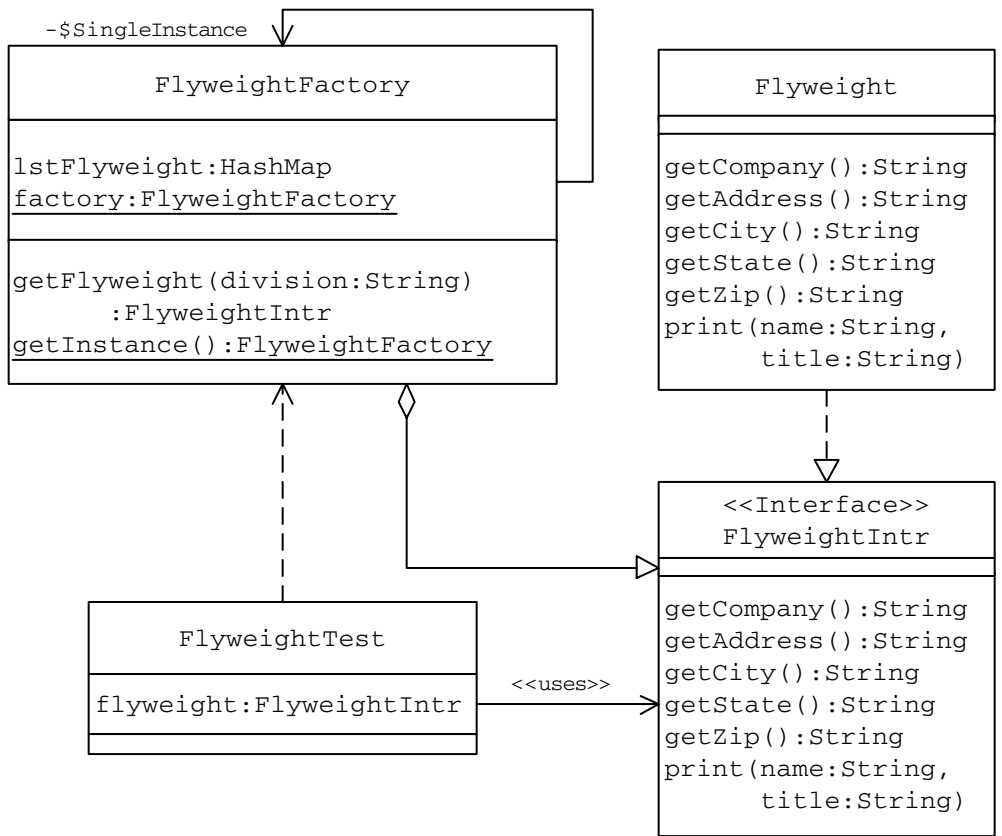 -$SingleInstance
FlyweightFactory
lstFlyweight:HashMap
factory:FlyweightFactory
getFlyweight(division:String)
:FlyweightIntr
getInstance():FlyweightFactory
Flyweight
getCompany():String
getAddress():String
getCity():String
getState():String
getZip():String
print(name:String,
title:String)
<<Interface>>
FlyweightIntr
getCompany():String
getAddress():String
getCity():String
getState():String
getZip():String
print(name:String,
title:String)
FlyweightTest
flyweight:FlyweightIntr
<<uses>>